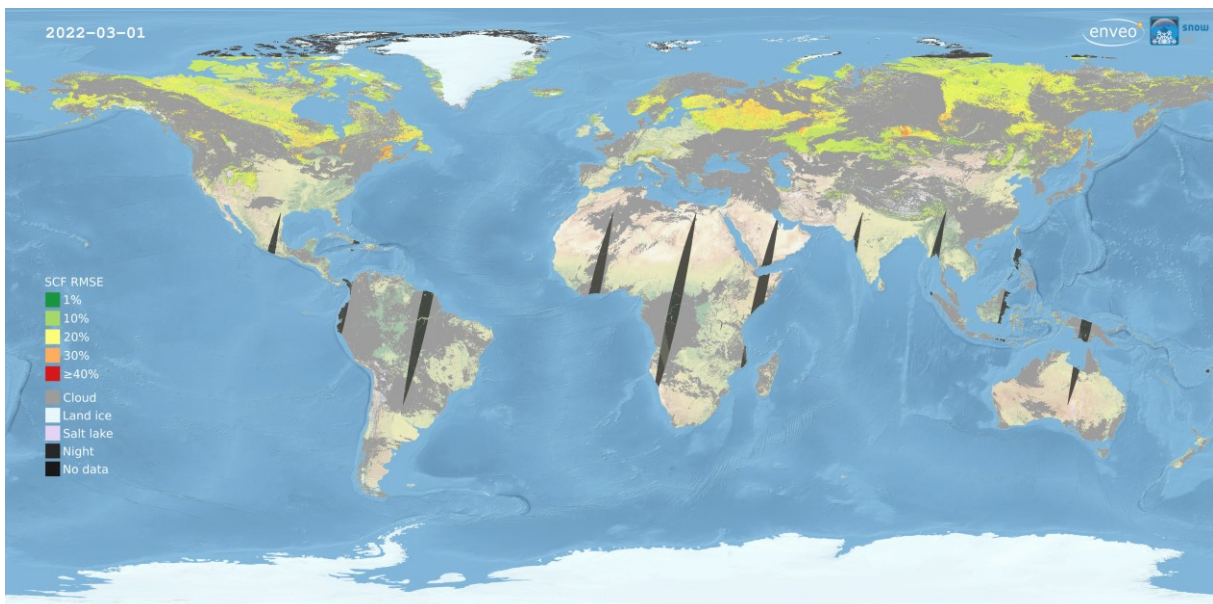 2022-03-01
enveo
snow
SCF RMSE
1%
10%
20%
30%
≥40%
Cloud
Land ice
Salt lake
Night
No data